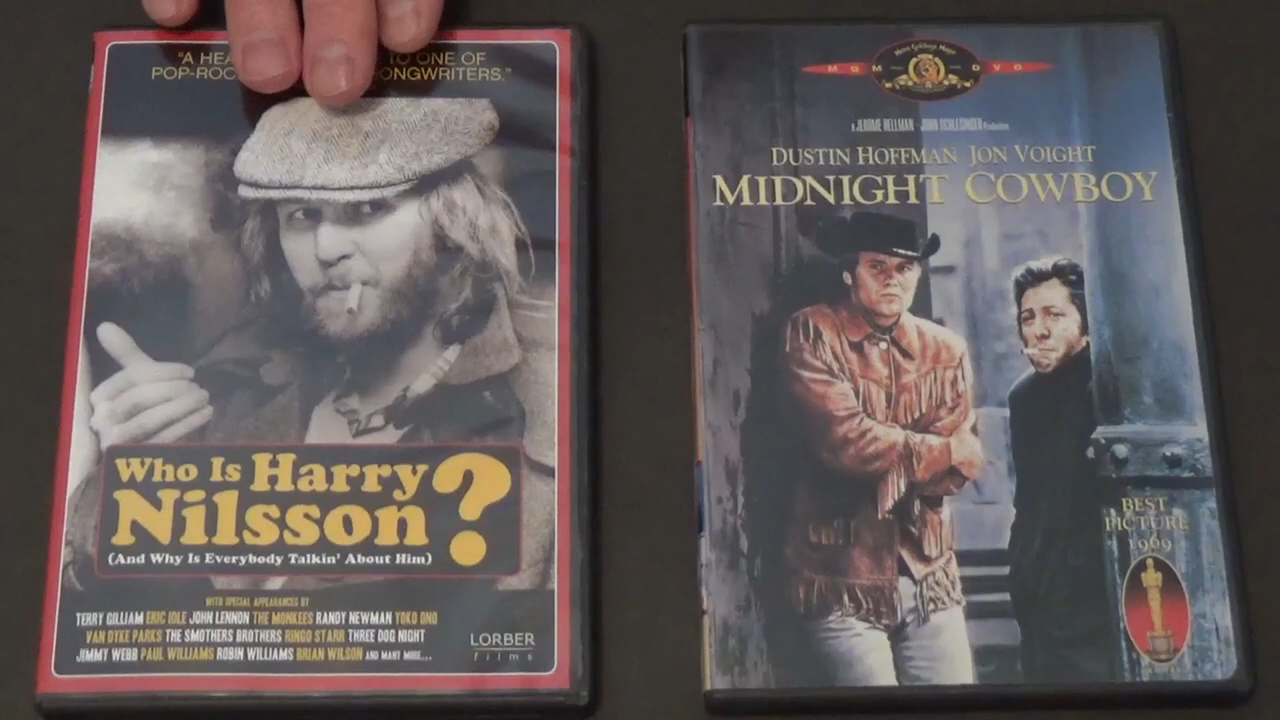 "A HEA TO ONE OF
POP-ROC SONGWRITERS."
WHO IS HARRY
NILSSON?
(And Why Is Everybody Talkin' About Him)
WITH SPECIAL APPEARANCES BY
TERRY GILLIAM ERIC IDLE JOHN LENNON THE MONKEES RANDY NEWMAN YOKO ONO
VAN DYKE PARKS THE SMOTHERS BROTHERS RINGO STARR THREE DOG NIGHT
JIMMY WEBB PAUL WILLIAMS ROBIN WILLIAMS BRIAN WILSON AND MANY MORE...
LORBER
films
Metro Goldwyn Mayer
MGM DVD
A JEROME HELLMAN - JOHN SCHLESINGER Production
DUSTIN HOFFMAN JON VOIGHT
MIDNIGHT COWBOY
BEST
PICTURE
1969